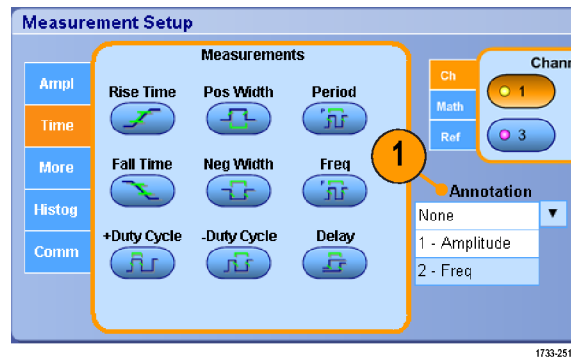 Measurement Setup
Measurements
Ampl
Time
More
Histog
Comm
Rise Time Pos Width Period
Fall Time Neg Width Freq
+Duty Cycle -Duty Cycle Delay
Ch
Math
Ref
Chann
1
3
1
Annotation
None
1 - Amplitude
2 - Freq
1733-251